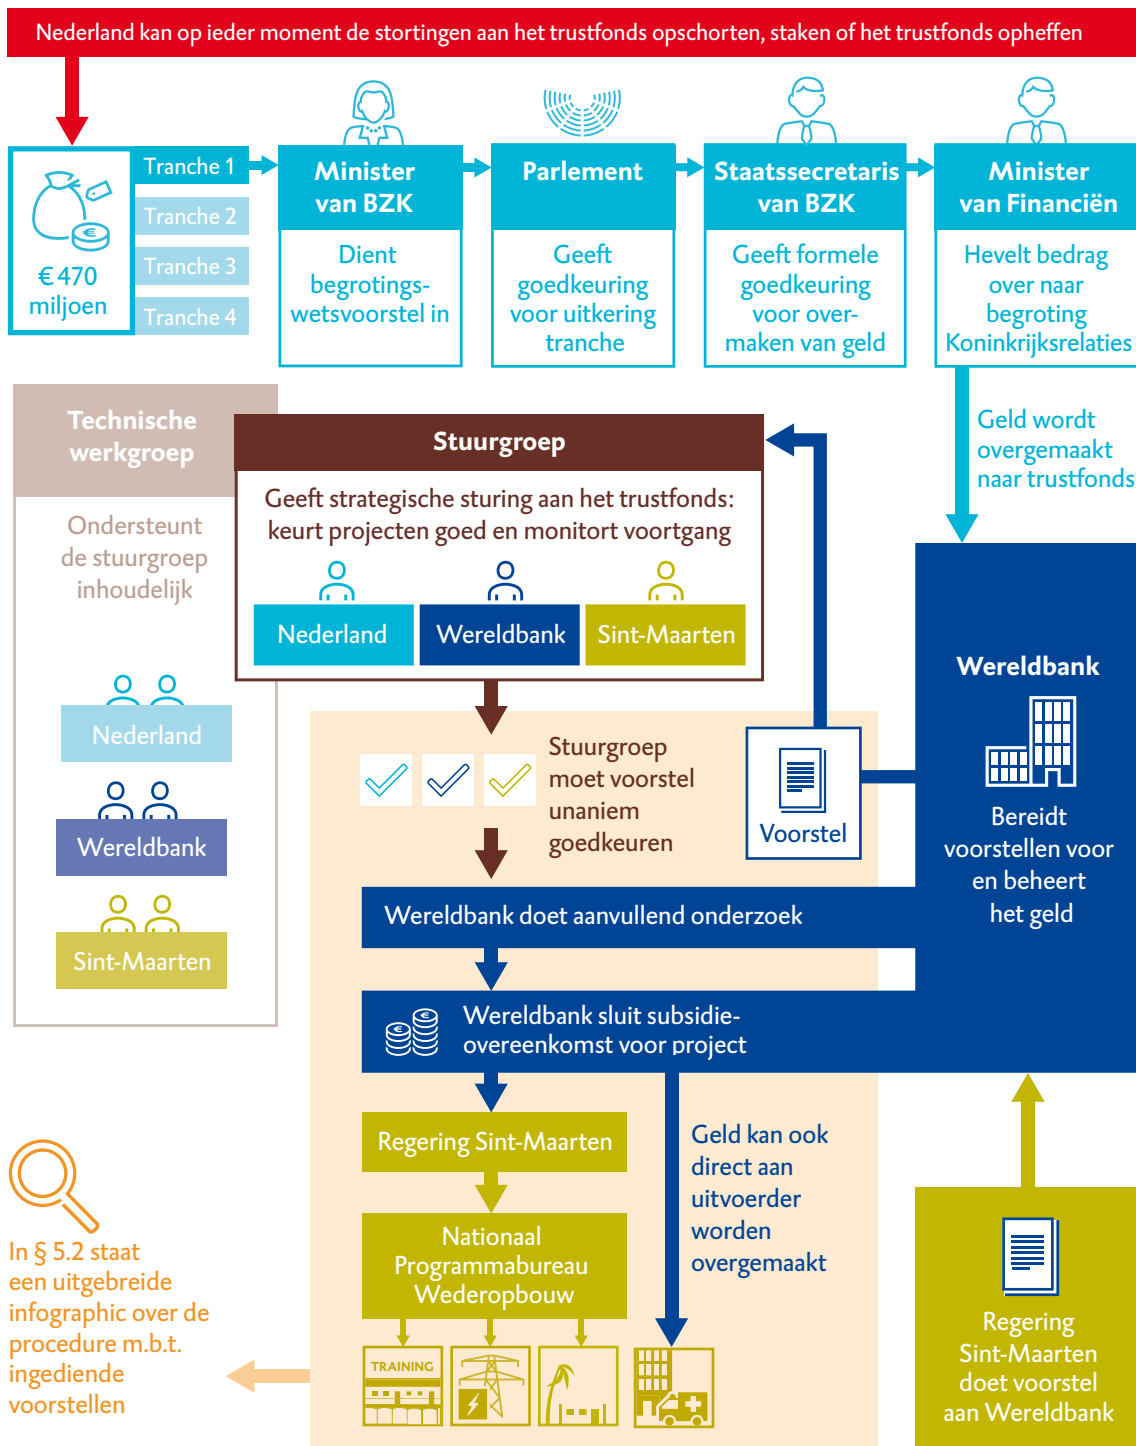 Nederland kan op ieder moment de stortingen aan het trustfonds opschorten, staken of het trustfonds opheffen
€ 470
miljoen
Tranche 1
Tranche 2
Tranche 3
Tranche 4
Minister
van BZK
Dient
begrotings-
wetsvoorstel in
Parlement
Geeft
goedkeuring
voor uitkering
tranche
Staatssecretaris
van BZK
Geeft formele
goedkeuring
voor over-
maken van geld
Minister
van Financiën
Hevelt bedrag
over naar
begroting
Koninkrijksrelaties
Geld wordt
overgemaakt
naar trustfonds
Technische
werkgroep
Ondersteunt
de stuurgroep
inhoudelijk
Nederland
Wereldbank
Sint-Maarten
Stuurgroep
Geeft strategische sturing aan het trustfonds:
keurt projecten goed en monitort voortgang
Nederland
Wereldbank
Sint-Maarten
Stuurgroep
moet voorstel
unaniem
goedkeuren
Voorstel
Wereldbank
Bereidt
voorstellen voor
en beheert
het geld
Wereldbank doet aanvullend onderzoek
Wereldbank sluit subsidie-
overeenkomst voor project
Regering Sint-Maarten
Nationaal
Programmabureau
Wederopbouw
TRAINING
Geld kan ook
direct aan
uitvoerder
worden
overgemaakt
Regering
Sint-Maarten
doet voorstel
aan Wereldbank
In § 5.2 staat
een uitgebreide
infographic over de
procedure m.b.t.
ingediende
voorstellen